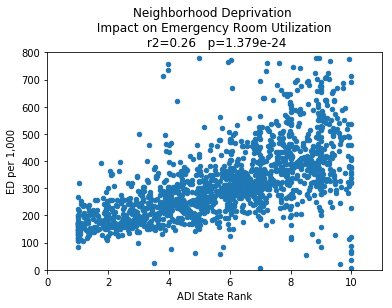 Neighborhood Deprivation
Impact on Emergency Room Utilization
r2=0.26 p=1.379e-24
800
700
600
500
400
300
200
100
0
ED per 1,000
0 2 4 6 8 10
ADI State Rank